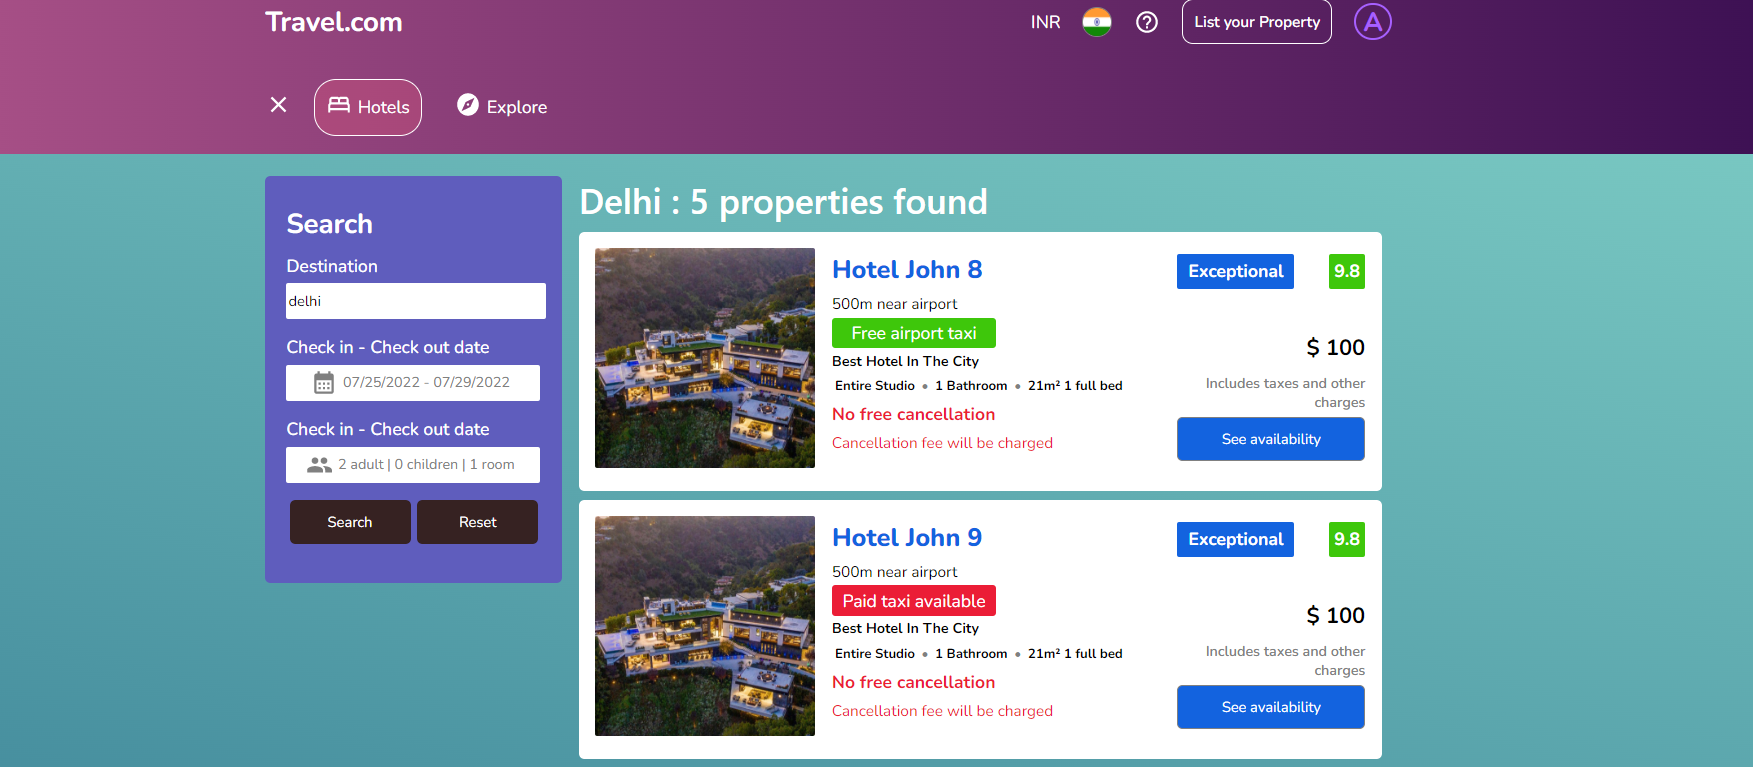 Travel.com
INR
List your Property
A
Hotels
Explore
Search
Destination
delhi
Check in - Check out date
07/25/2022 - 07/29/2022
Check in - Check out date
2 adult | 0 children | 1 room
Search
Reset
Delhi : 5 properties found
Hotel John 8
500m near airport
Free airport taxi
Best Hotel In The City
Entire Studio • 1 Bathroom • 21m² 1 full bed
No free cancellation
Cancellation fee will be charged
Exceptional
9.8
$ 100
Includes taxes and other
charges
See availability
Hotel John 9
500m near airport
Paid taxi available
Best Hotel In The City
Entire Studio • 1 Bathroom • 21m² 1 full bed
No free cancellation
Cancellation fee will be charged
Exceptional
9.8
$ 100
Includes taxes and other
charges
See availability